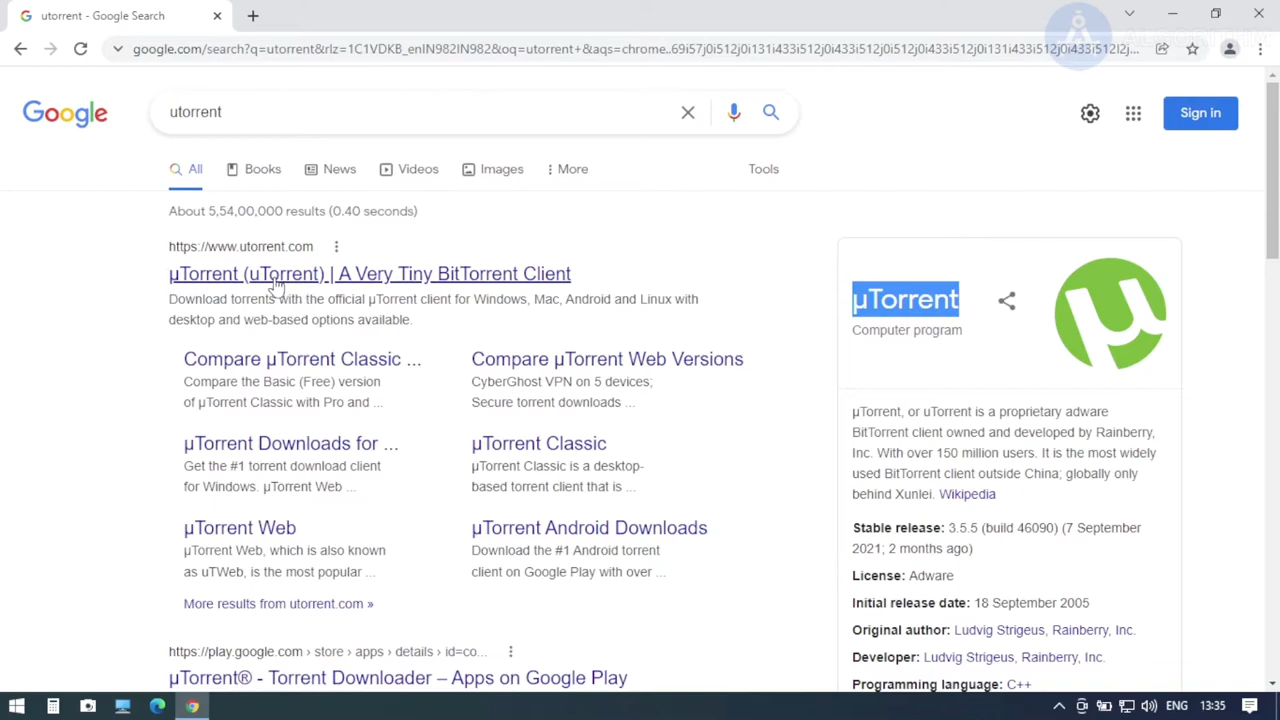 utorrent - Google Search
google.com/search?q=utorrent&rlz=1C1VDKB_enIN982IN982&oq=utorrent+&aqs=chrome..69i57j0i512j0i131i433i512j0i512j0i512j0i512j0i131i433i512j0i433i512l2j...
Google
utorrent
Sign in
All Books News Videos Images More Tools
About 5,54,00,000 results (0.40 seconds)
https://www.utorrent.com
µTorrent (uTorrent) | A Very Tiny BitTorrent Client
Download torrents with the official µTorrent client for Windows, Mac, Android and Linux with
desktop and web-based options available.
Compare µTorrent Classic ...
Compare the Basic (Free) version
of µTorrent Classic with Pro and ...
Compare µTorrent Web Versions
CyberGhost VPN on 5 devices;
Secure torrent downloads ...
µTorrent Downloads for ...
Get the #1 torrent download client
for Windows. µTorrent Web ...
µTorrent Classic
µTorrent Classic is a desktop-
based torrent client that is ...
µTorrent Web
µTorrent Web, which is also known
as uTWeb, is the most popular ...
µTorrent Android Downloads
Download the #1 Android torrent
client on Google Play with over ...
More results from utorrent.com »
https://play.google.com › store › apps › details › id=co...
µTorrent® - Torrent Downloader – Apps on Google Play
µTorrent
Computer program
µTorrent, or uTorrent is a proprietary adware
BitTorrent client owned and developed by Rainberry,
Inc. With over 150 million users. It is the most widely
used BitTorrent client outside China; globally only
behind Xunlei. Wikipedia
Stable release: 3.5.5 (build 46090) (7 September
2021; 2 months ago)
License: Adware
Initial release date: 18 September 2005
Original author: Ludvig Strigeus, Rainberry, Inc.
Developer: Ludvig Strigeus, Rainberry, Inc.
Programming language: C++
ENG 13:35